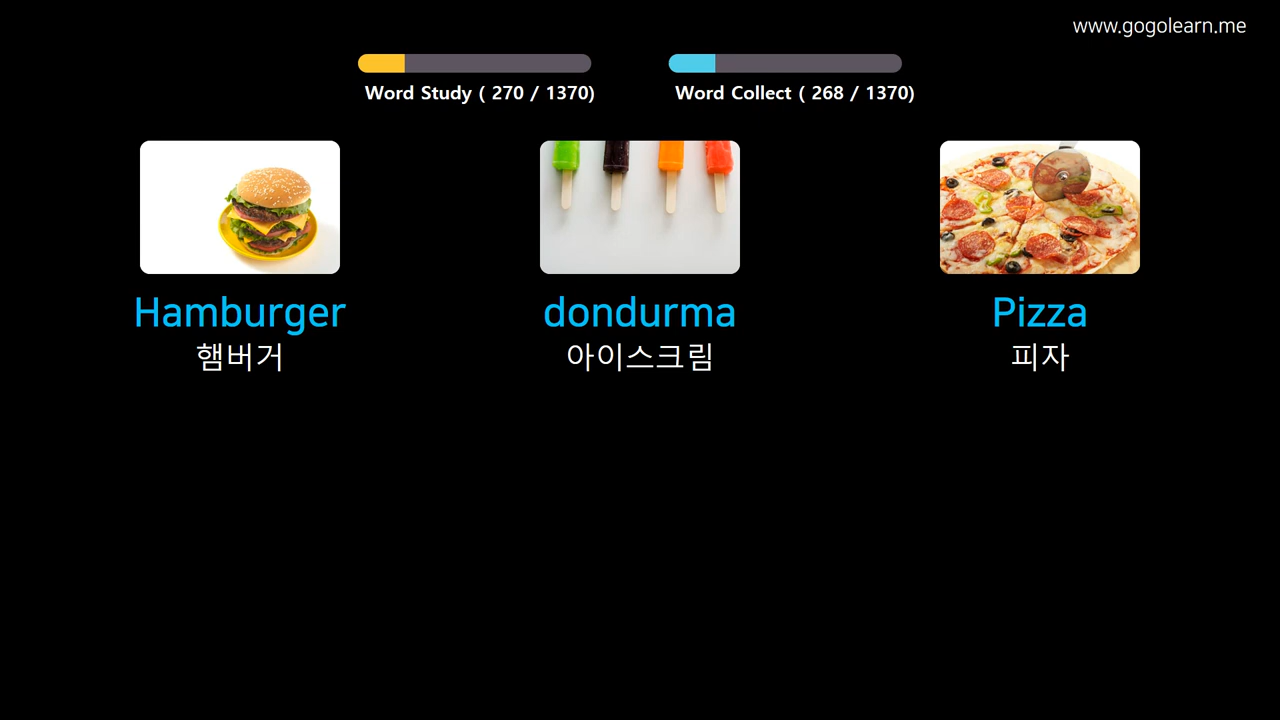 www.gogolearn.me
Word Study ( 270 / 1370)
Word Collect ( 268 / 1370)
Hamburger
햄버거
dondurma
아이스크림
Pizza
피자